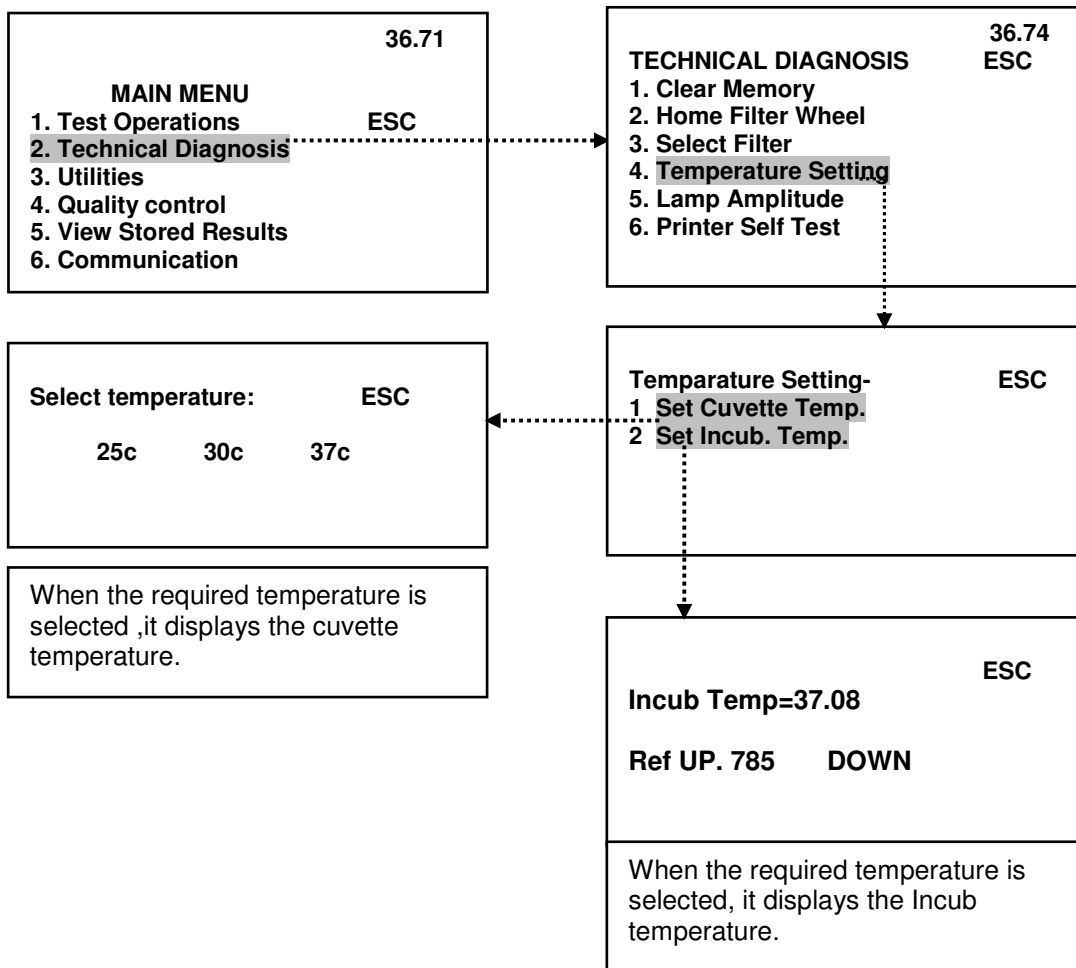 36.71
MAIN MENU
1. Test Operations ESC
2. Technical Diagnosis
3. Utilities
4. Quality control
5. View Stored Results
6. Communication
36.74
TECHNICAL DIAGNOSIS ESC
1. Clear Memory
2. Home Filter Wheel
3. Select Filter
4. Temperature Setting
5. Lamp Amplitude
6. Printer Self Test
Temparature Setting- ESC
1 Set Cuvette Temp.
2 Set Incub. Temp.
Select temperature: ESC
25c 30c 37c
When the required temperature is
selected ,it displays the cuvette
temperature.
ESC
Incub Temp=37.08
Ref UP. 785 DOWN
When the required temperature is
selected, it displays the Incub
temperature.